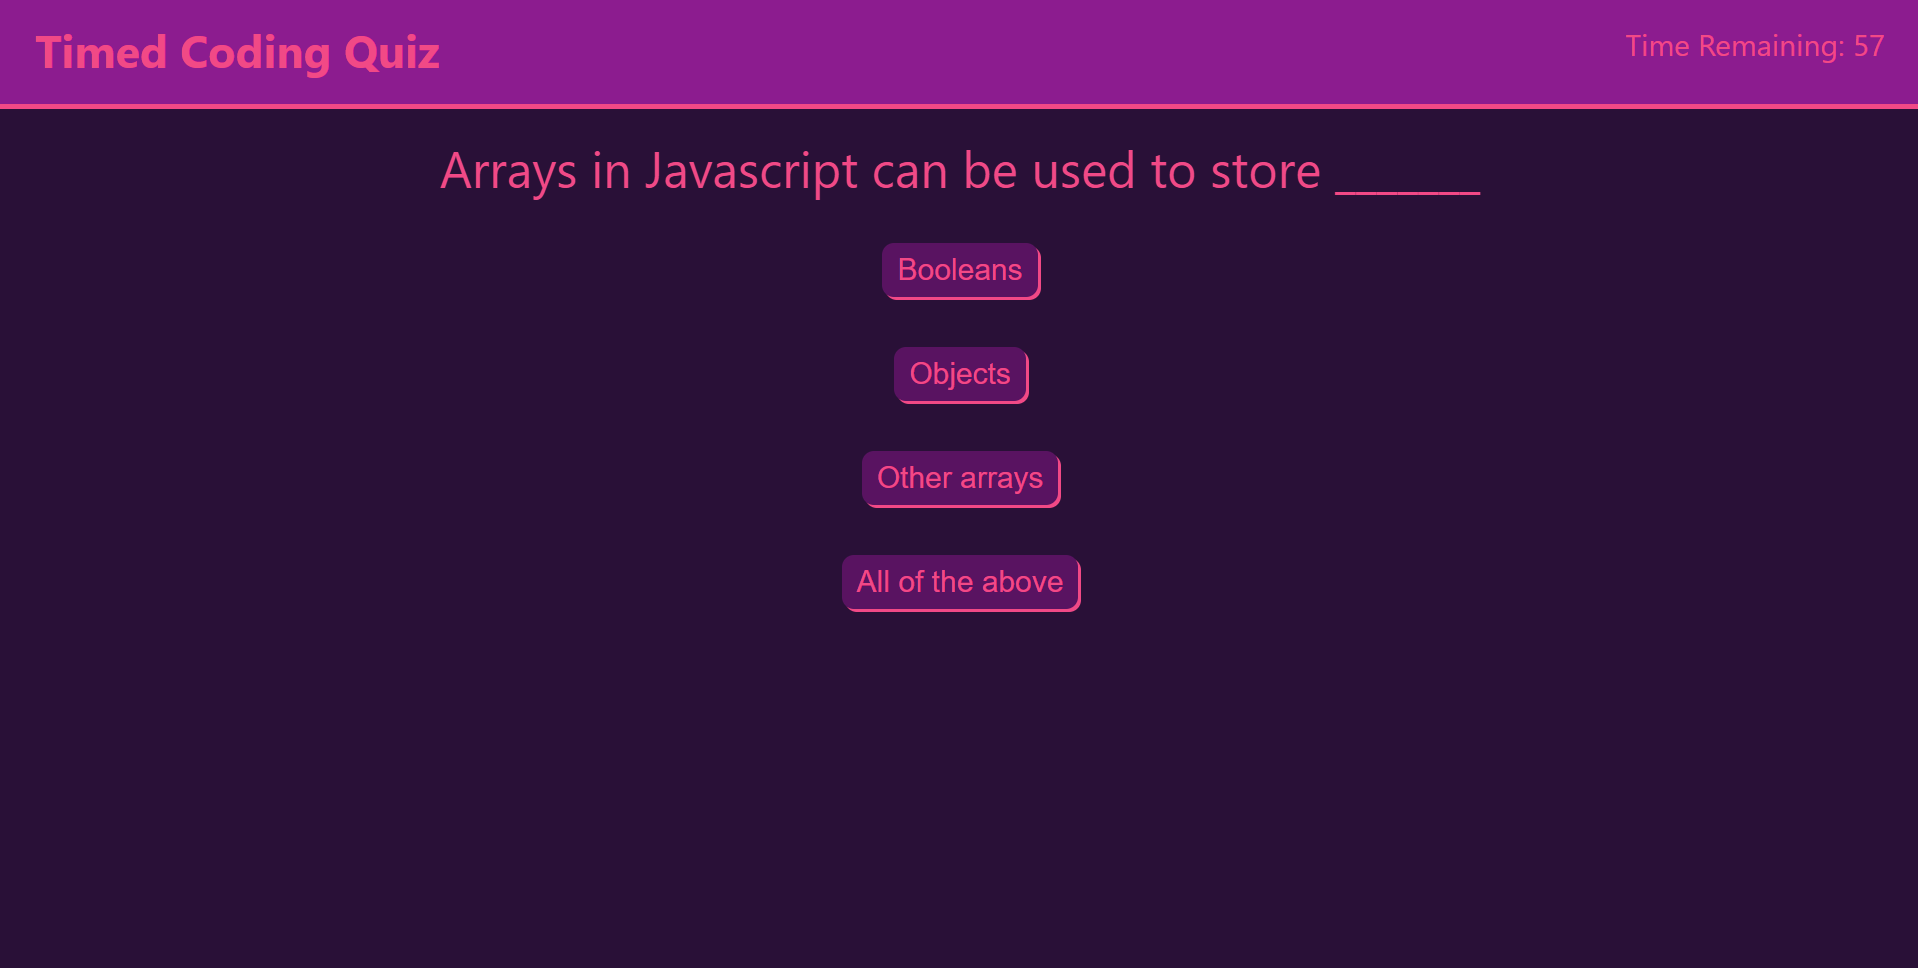 Timed Coding Quiz
Time Remaining: 57
Arrays in Javascript can be used to store _______
Booleans
Objects
Other arrays
All of the above